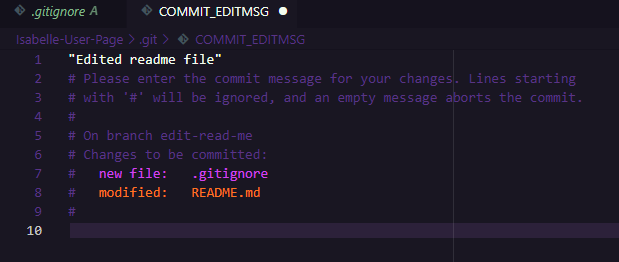 .gitignore A
COMMIT_EDITMSG
Isabelle-User-Page > .git > COMMIT_EDITMSG
1 "Edited readme file"
2 # Please enter the commit message for your changes. Lines starting
3 # with '#' will be ignored, and an empty message aborts the commit.
4 #
5 # On branch edit-read-me
6 # Changes to be committed:
7 #   new file:   .gitignore
8 #   modified:   README.md
9 #
10